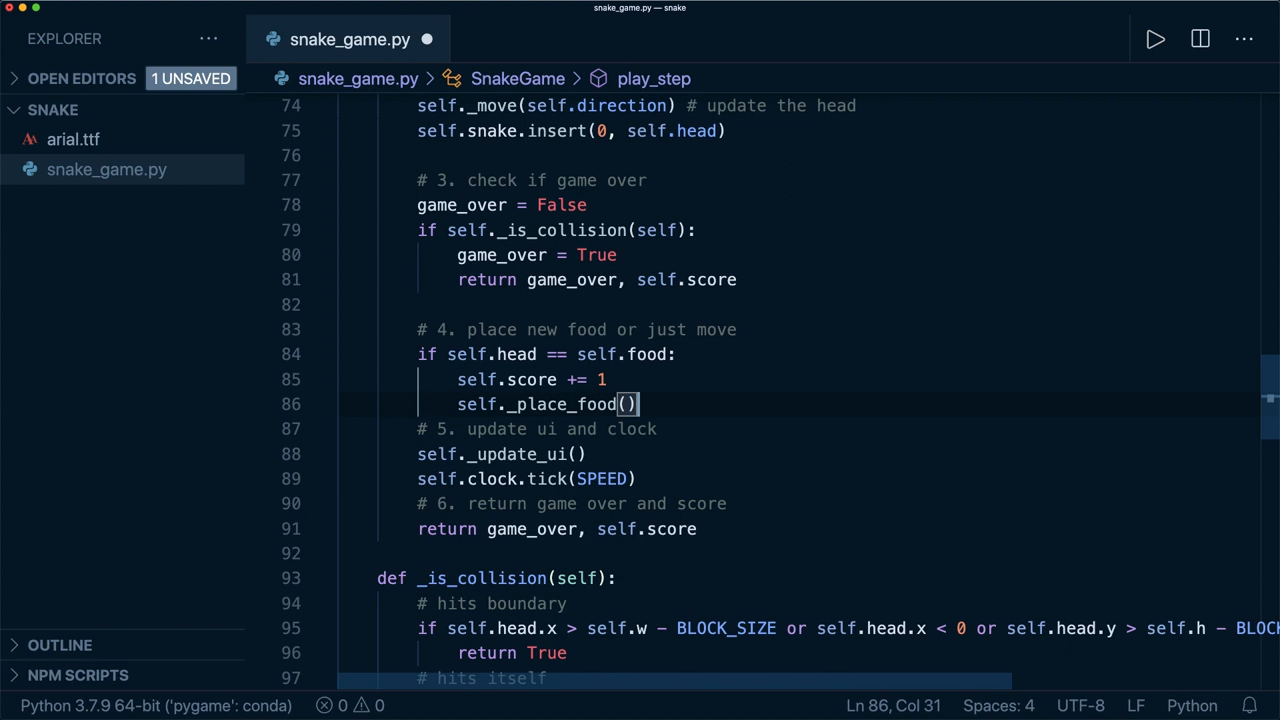 snake_game.py — snake
EXPLORER ···
snake_game.py
···
OPEN EDITORS 1 UNSAVED
snake_game.py > SnakeGame > play_step
SNAKE
arial.ttf
snake_game.py
74 self._move(self.direction) # update the head
75 self.snake.insert(0, self.head)
76
77 # 3. check if game over
78 game_over = False
79 if self._is_collision(self):
80 game_over = True
81 return game_over, self.score
82
83 # 4. place new food or just move
84 if self.head == self.food:
85 self.score += 1
86 self._place_food()
87 # 5. update ui and clock
88 self._update_ui()
89 self.clock.tick(SPEED)
90 # 6. return game over and score
91 return game_over, self.score
92
93 def _is_collision(self):
94 # hits boundary
95 if self.head.x > self.w - BLOCK_SIZE or self.head.x < 0 or self.head.y > self.h - BLOC
96 return True
97 # hits itself
OUTLINE
NPM SCRIPTS
Python 3.7.9 64-bit ('pygame': conda) 0 0 Ln 86, Col 31 Spaces: 4 UTF-8 LF Python